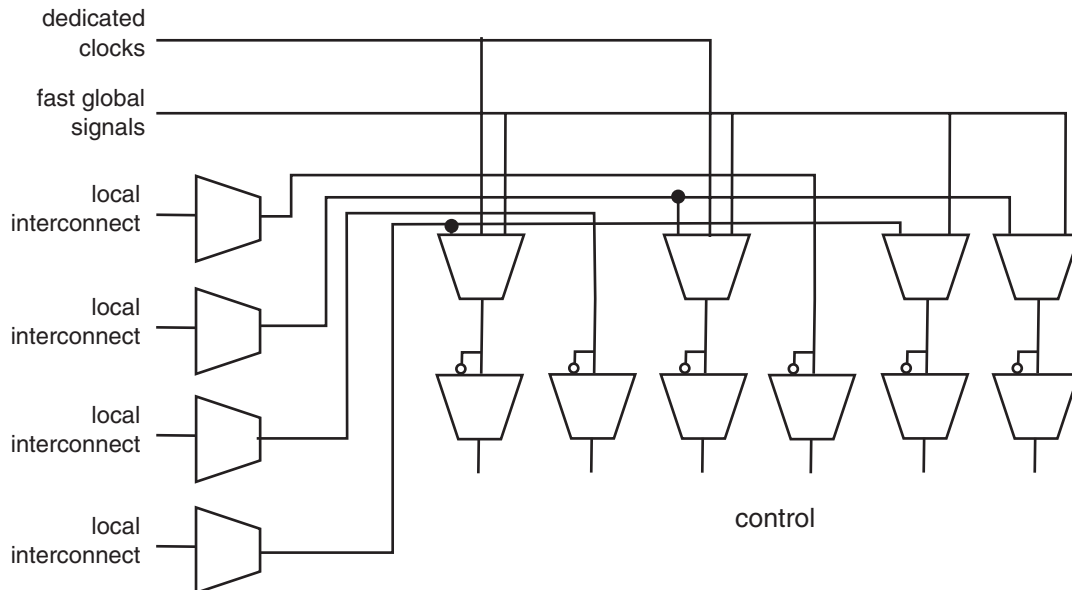 dedicated
clocks
fast global
signals
local
interconnect
local
interconnect
local
interconnect
local
interconnect
control